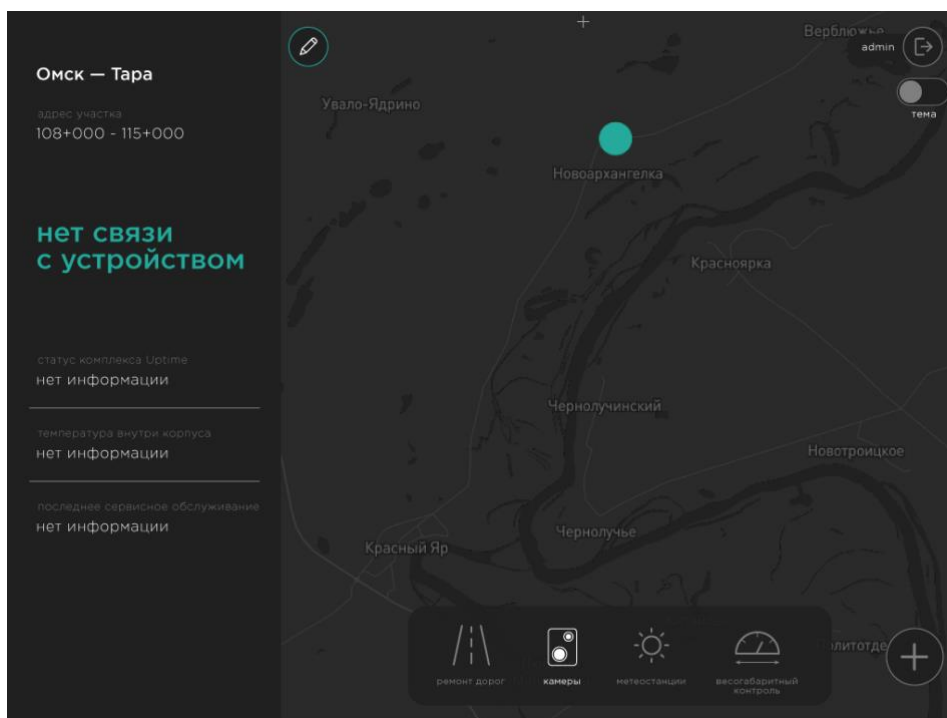 Омск — Тара
адрес участка
108+000 - 115+000
нет связи
с устройством
статус комплекса Uptime
нет информации
температура внутри корпуса
нет информации
последнее сервисное обслуживание
нет информации
admin
тема
Увало-Ядрино
Новоархангелка
Красноярка
Чернолучинский
Новотроицкое
Чернолучье
Красный Яр
ремонт дорог
камеры
метеостанции
весогабаритный
контроль